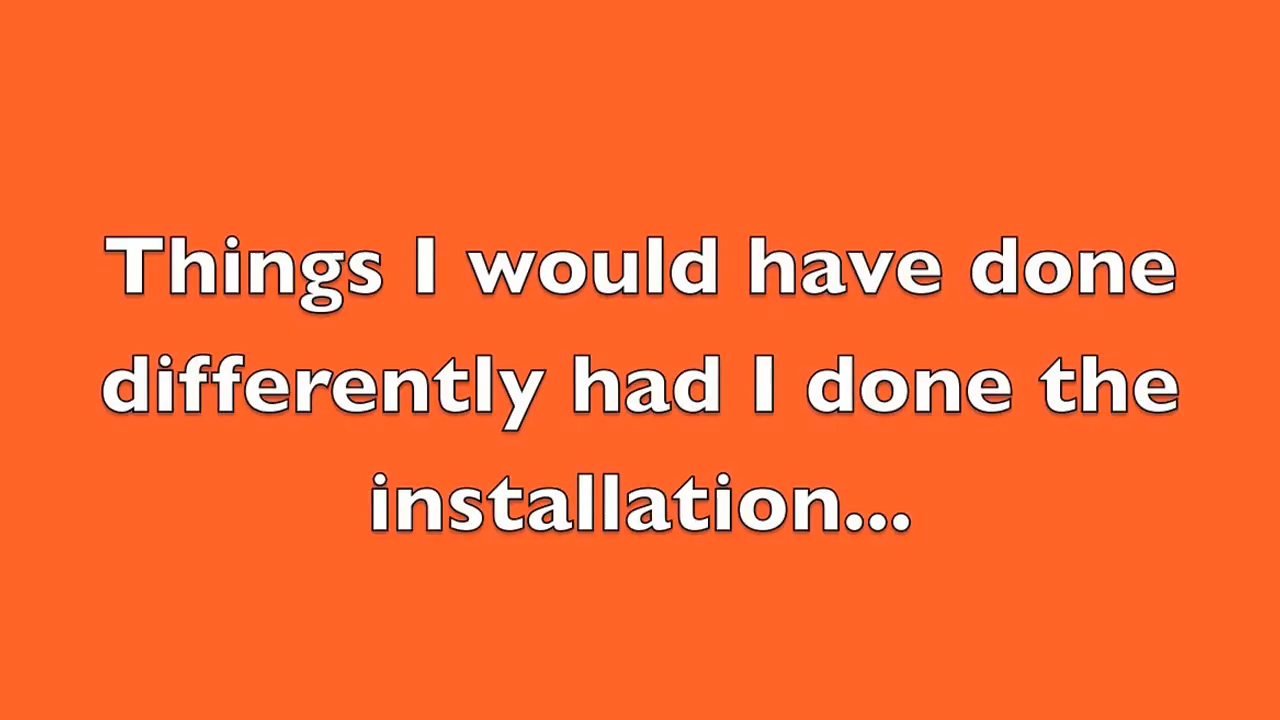 Things I would have done
differently had I done the
installation...